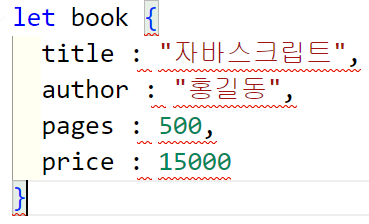 let book {
title : "자바스크립트",
author : "홍길동",
pages : 500,
price : 15000
}